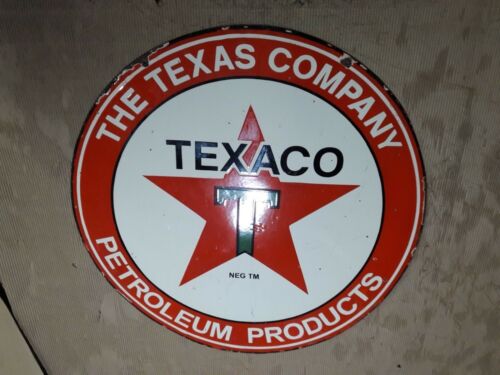 THE TEXAS COMPANY
TEXACO
T
NEG TM
PETROLEUM PRODUCTS